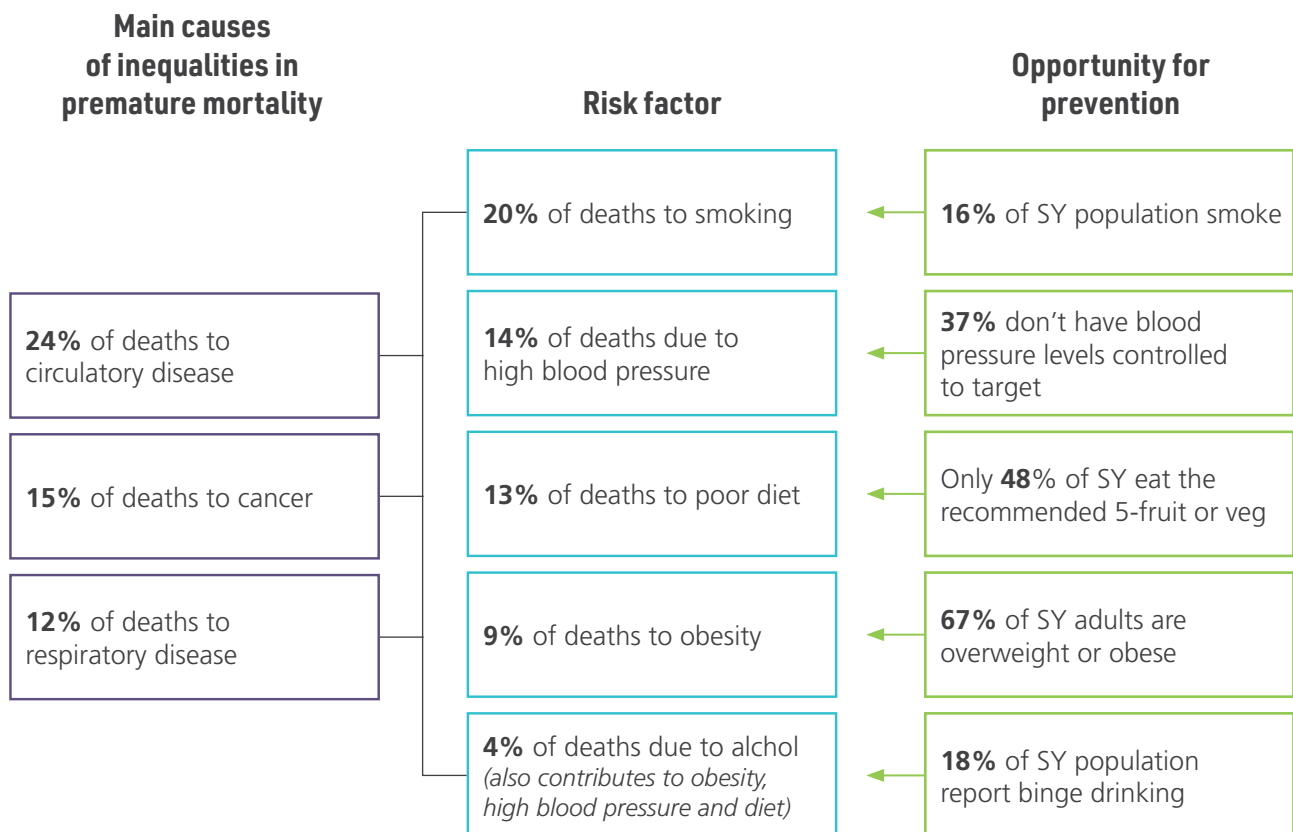 Main causes
of inequalities in
premature mortality
Risk factor
Opportunity for
prevention
24% of deaths to
circulatory disease
15% of deaths to cancer
12% of deaths to
respiratory disease
20% of deaths to smoking
14% of deaths due to
high blood pressure
13% of deaths to poor diet
9% of deaths to obesity
4% of deaths due to alchol
(also contributes to obesity,
high blood pressure and diet)
16% of SY population smoke
37% don’t have blood
pressure levels controlled
to target
Only 48% of SY eat the
recommended 5-fruit or veg
67% of SY adults are
overweight or obese
18% of SY population
report binge drinking